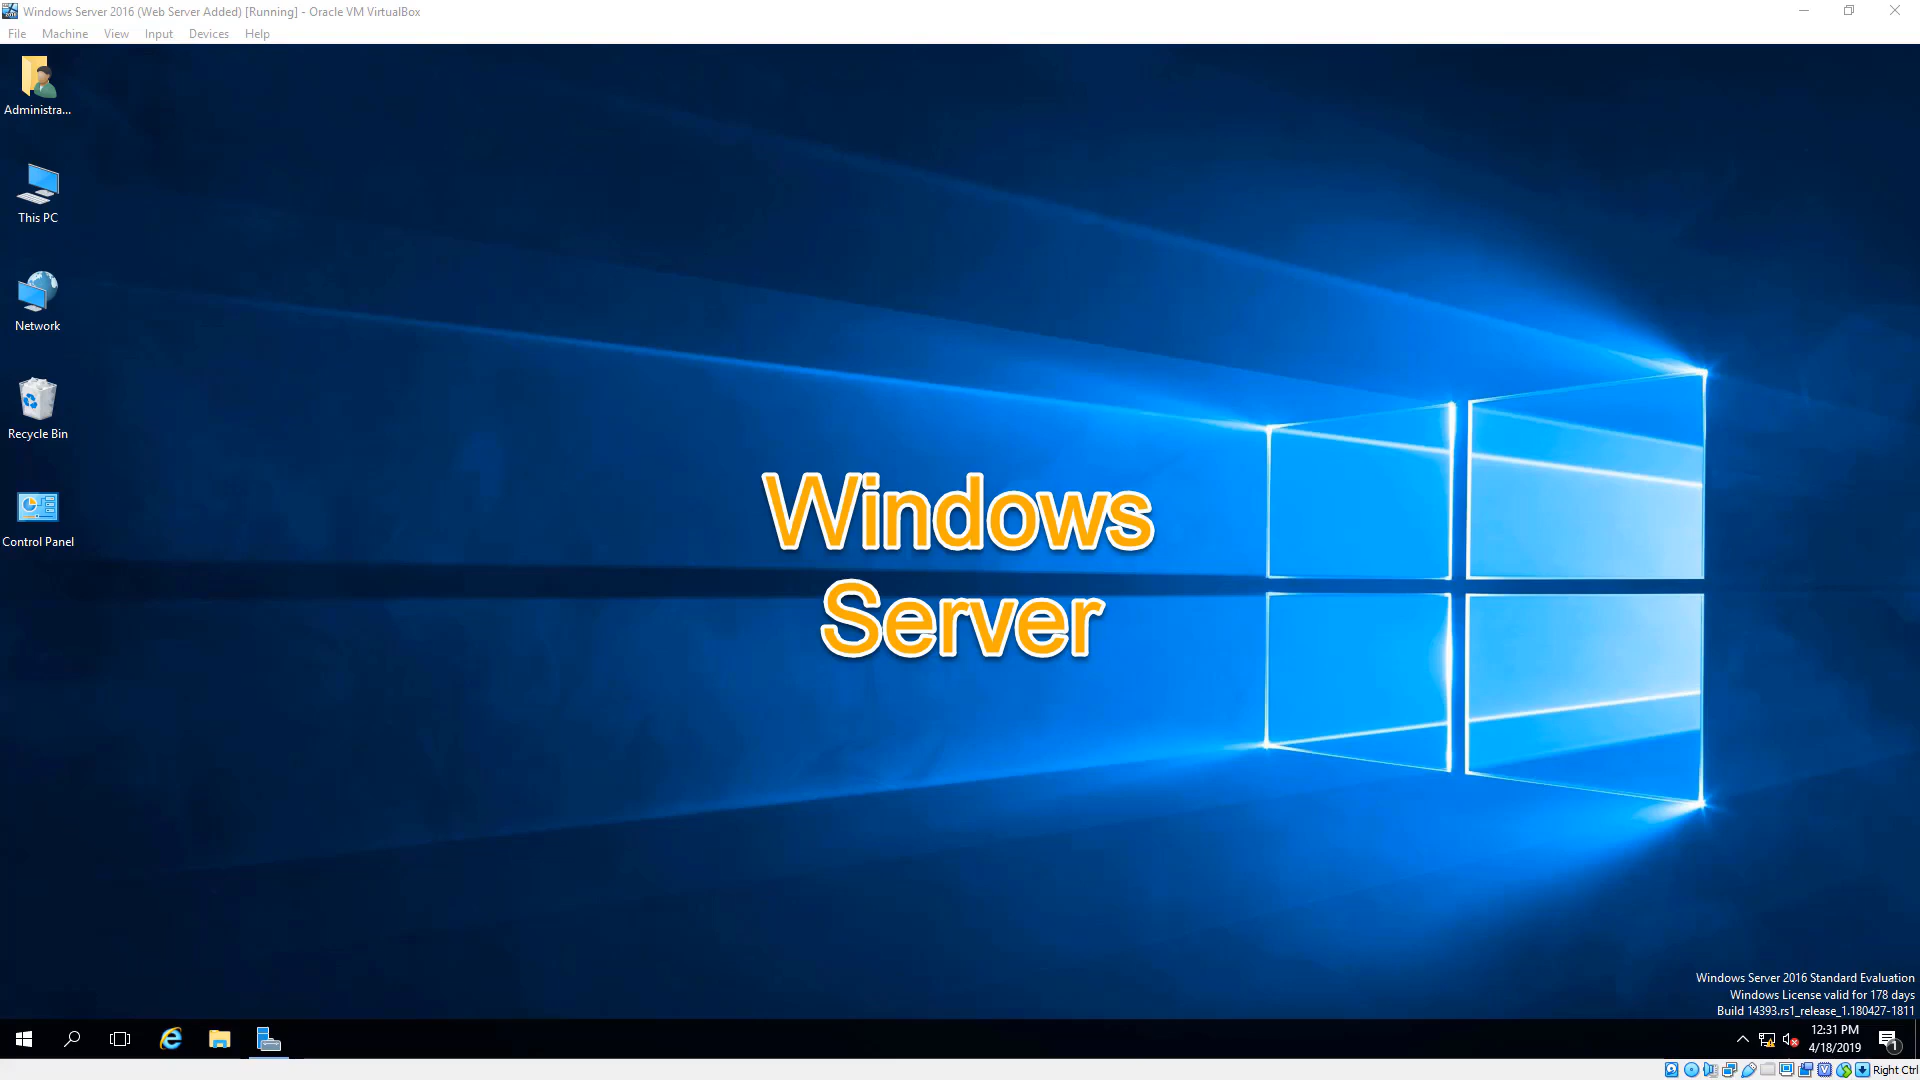 Windows Server 2016 (Web Server Added) [Running] - Oracle VM VirtualBox
File Machine View Input Devices Help
Administra...
This PC
Network
Recycle Bin
Control Panel
Windows
Server
Windows Server 2016 Standard Evaluation
Windows License valid for 178 days
Build 14393.rs1_release_1.180427-1811
12:31 PM
4/18/2019
1
Right Ctrl